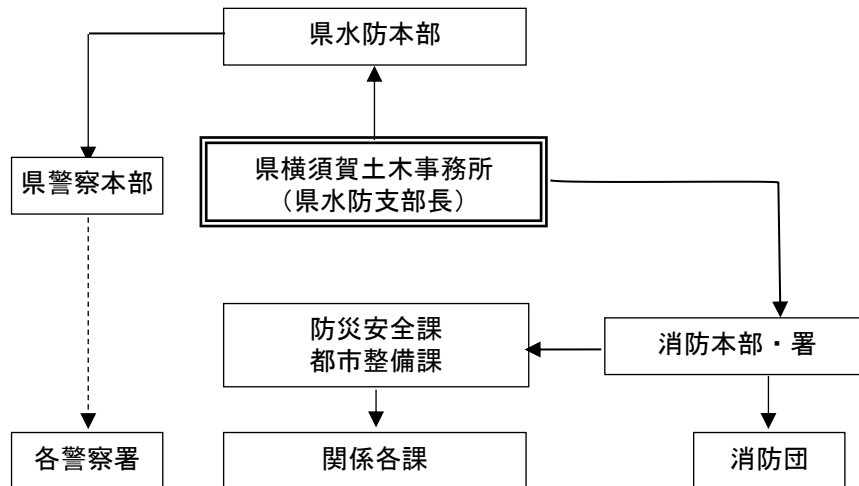 県水防本部
県警察本部
県横須賀土木事務所
（県水防支部長）
防災安全課
都市整備課
消防本部・署
各警察署
関係各課
消防団